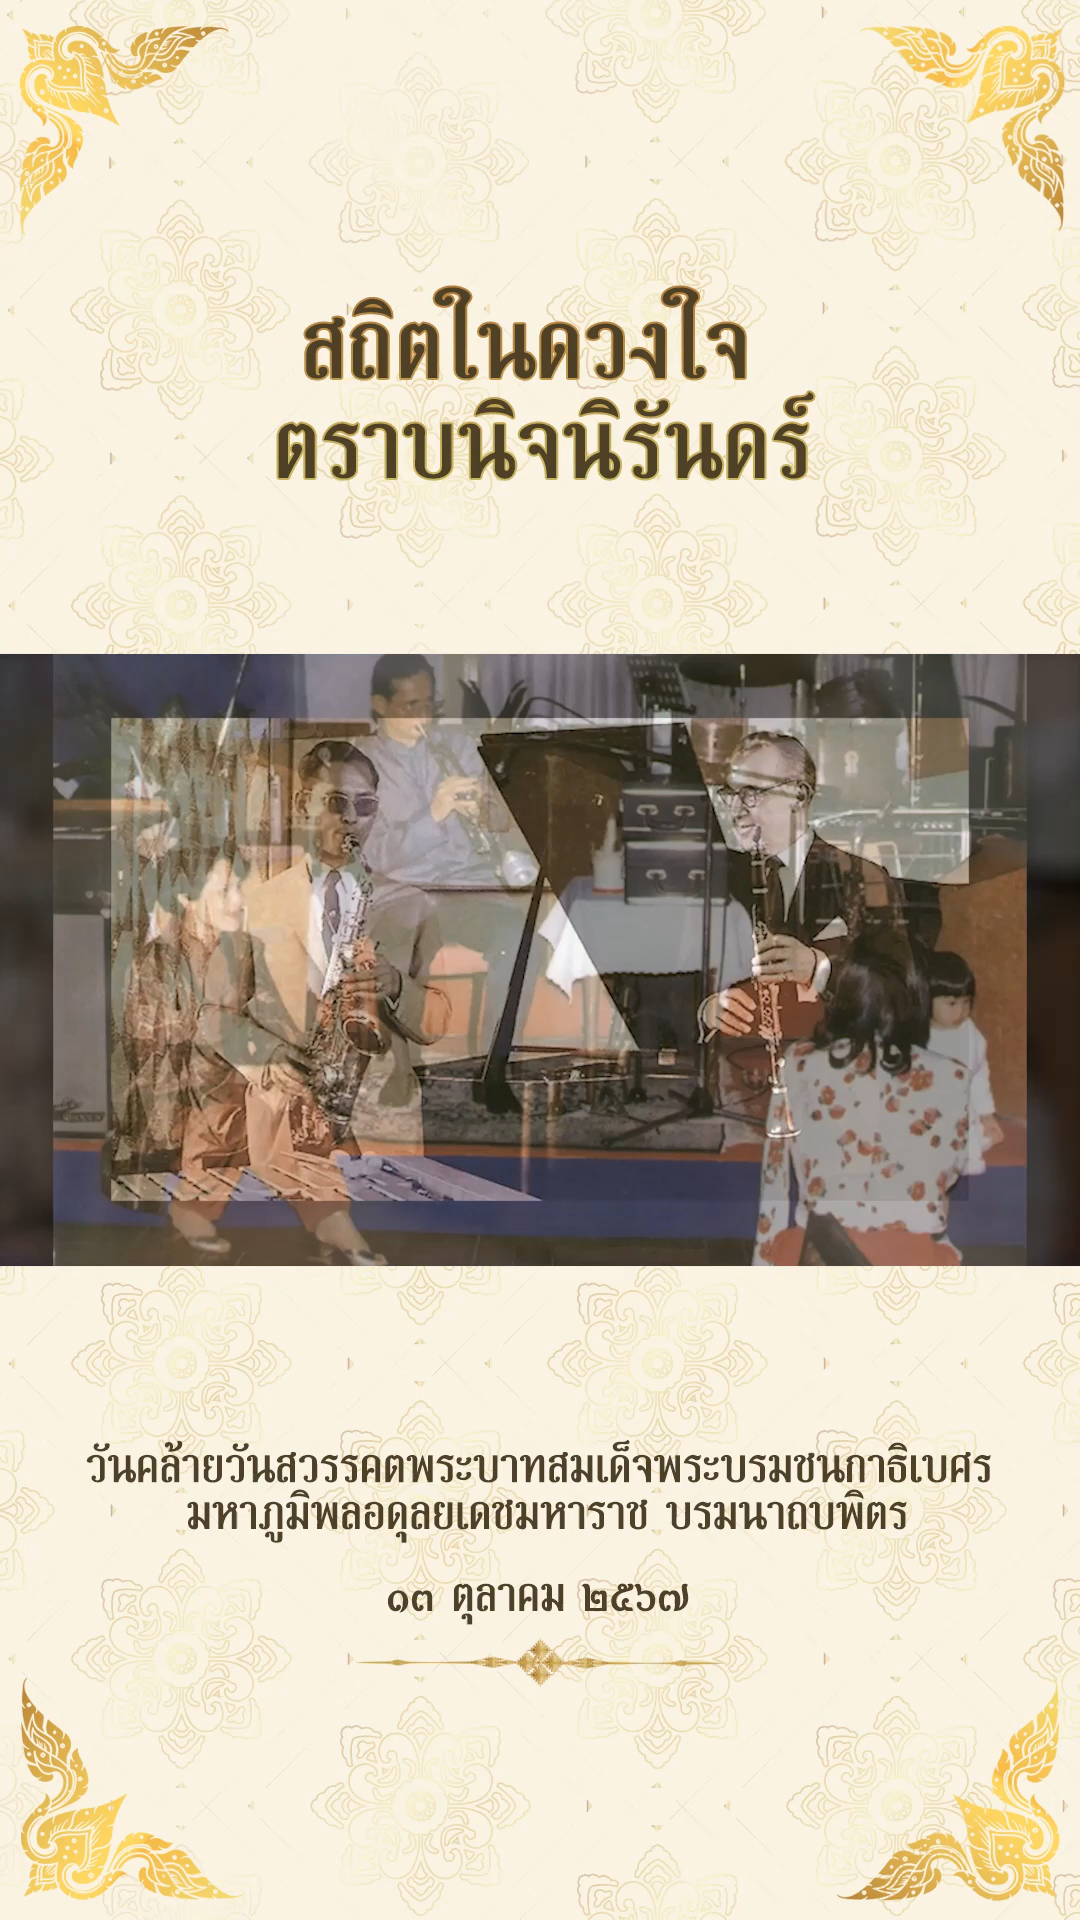 สถิตในดวงใจ
ตราบนิจนิรันดร์
วันคล้ายวันสวรรคตพระบาทสมเด็จพระบรมชนกาธิเบศร
มหาภูมิพลอดุลยเดชมหาราช บรมนาถบพิตร
๑๓ ตุลาคม ๒๕๖๗